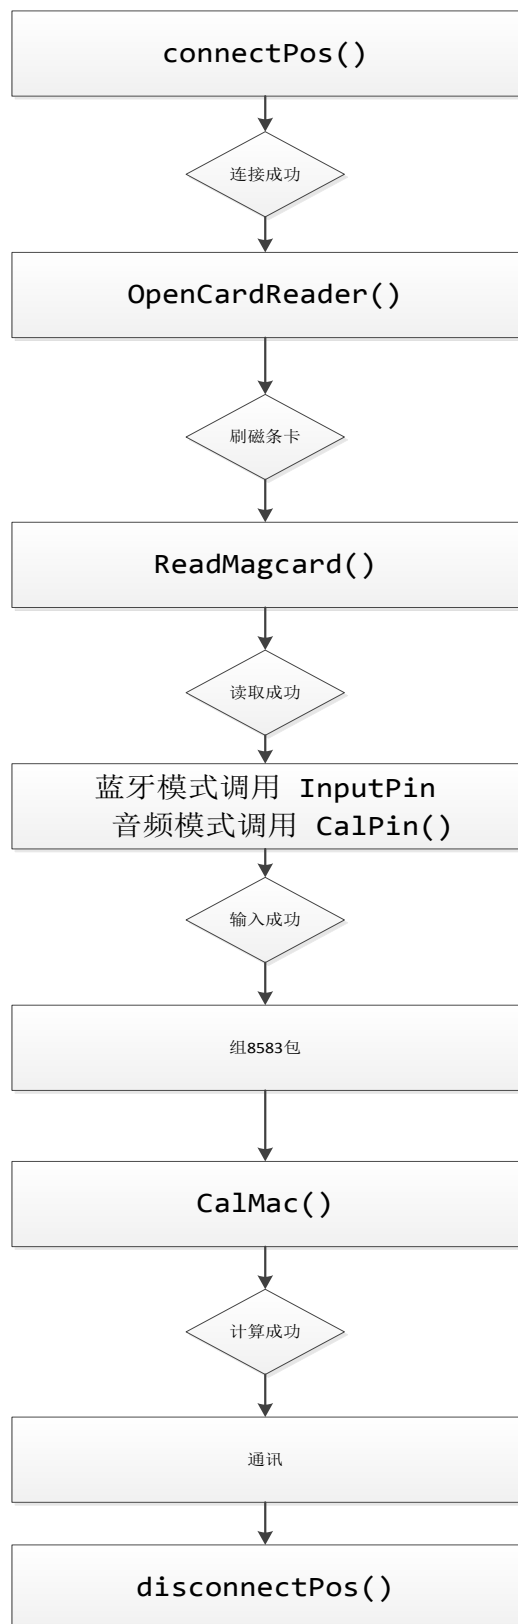 connectPos()
连接成功
OpenCardReader()
刷磁条卡
ReadMagcard()
读取成功
蓝牙模式调用 InputPin
音频模式调用 CalPin()
输入成功
组8583包
CalMac()
计算成功
通讯
disconnectPos()